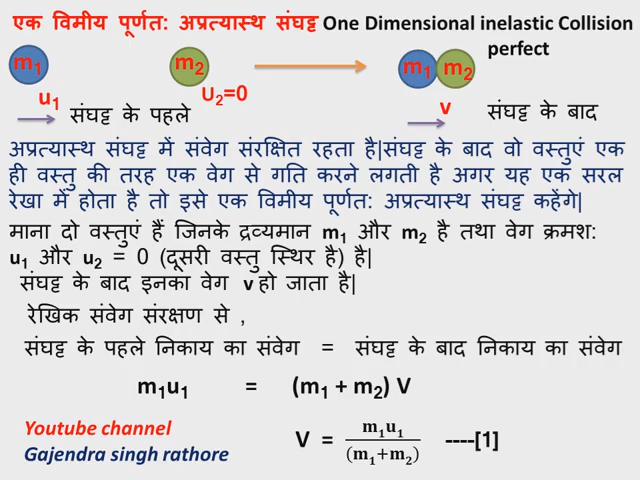 एक विमीय पूर्णत: अप्रत्यास्थ संघट्ट One Dimensional inelastic Collision
perfect
m₁ m₂ m₁ m₂
u₁ U₂=0 v
संघट्ट के पहले संघट्ट के बाद
अप्रत्यास्थ संघट्ट में संवेग संरक्षित रहता है|संघट्ट के बाद वो वस्तुएं एक
ही वस्तु की तरह एक वेग से गति करने लगती है अगर यह एक सरल
रेखा में होता है तो इसे एक विमीय पूर्णत: अप्रत्यास्थ संघट्ट कहेंगे|
माना दो वस्तुएं हैं जिनके द्रव्यमान m₁ और m₂ है तथा वेग क्रमश:
u₁ और u₂ = 0 (दूसरी वस्तु स्थिर है) है|
संघट्ट के बाद इनका वेग v हो जाता है|
रेखिक संवेग संरक्षण से ,
संघट्ट के पहले निकाय का संवेग = संघट्ट के बाद निकाय का संवेग
m₁u₁ = (m₁ + m₂) V
Youtube channel
Gajendra singh rathore
V = m₁u₁/(m₁+m₂) ----[1]